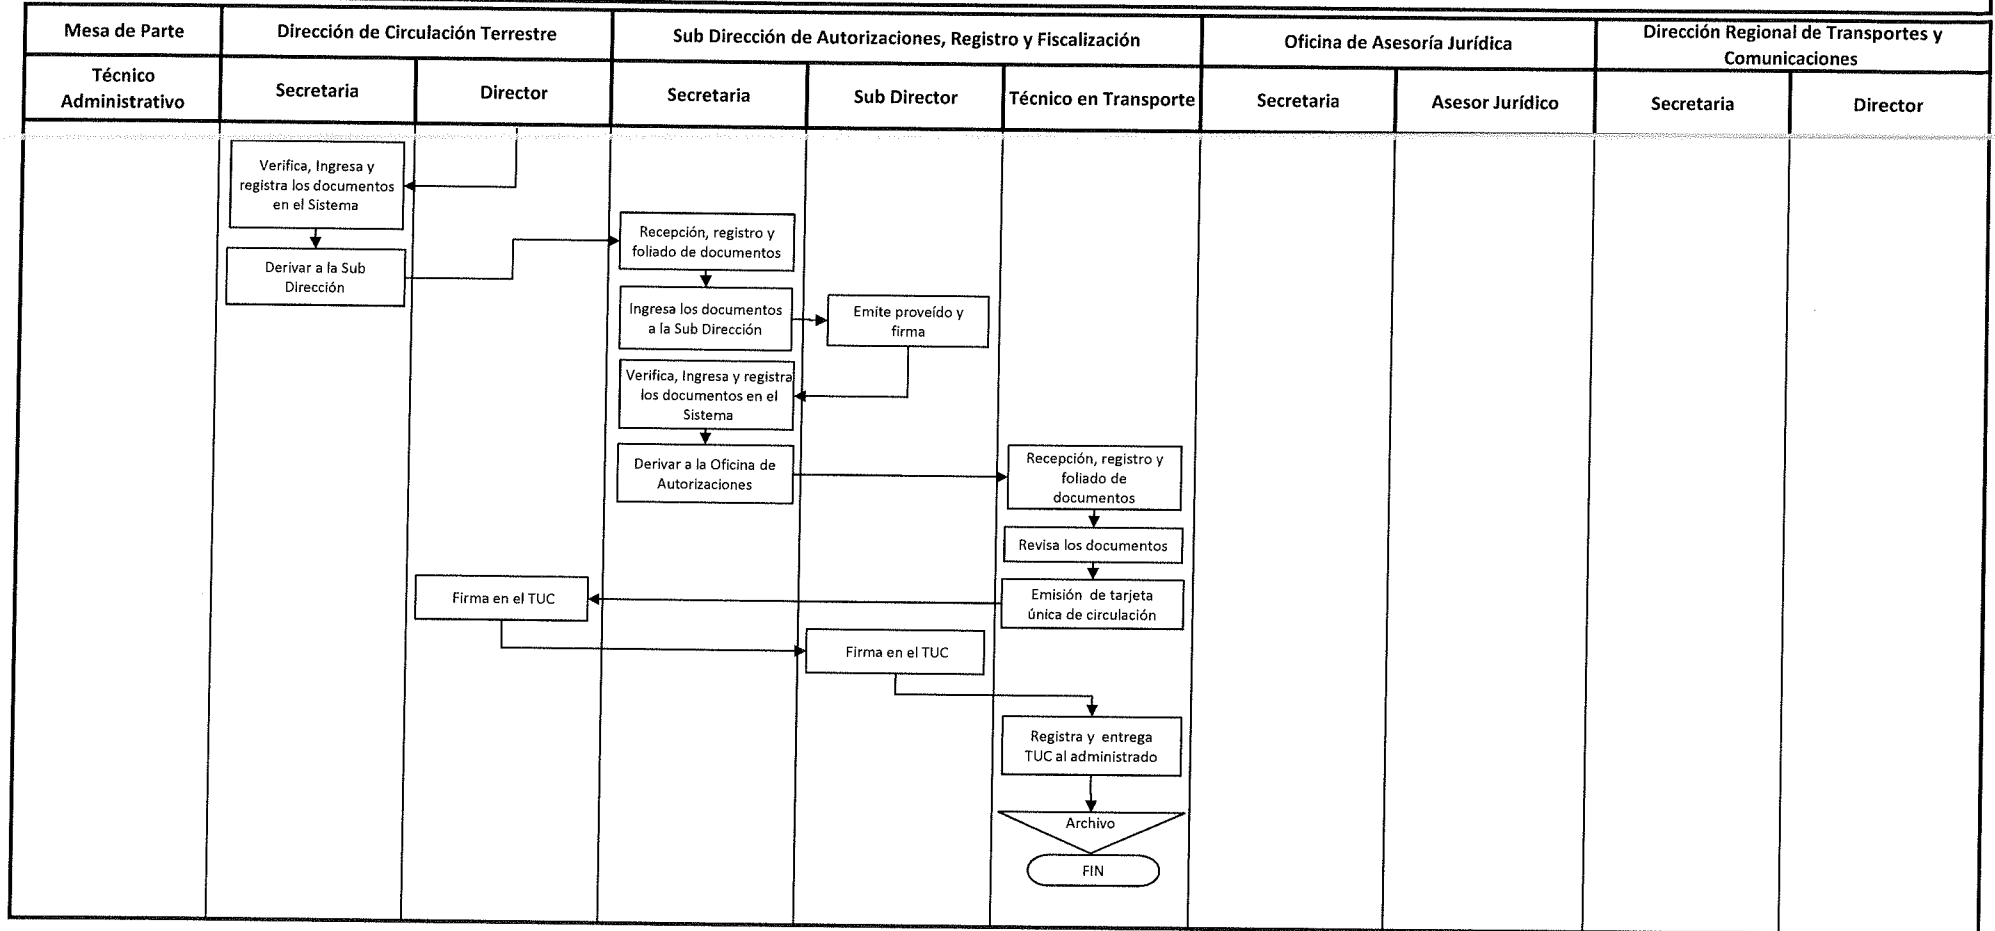 Mesa de Parte
Dirección de Circulación Terrestre
Sub Dirección de Autorizaciones, Registro y Fiscalización
Oficina de Asesoría Jurídica
Dirección Regional de Transportes y
Comunicaciones
Técnico
Administrativo
Secretaria
Director
Secretaria
Sub Director
Técnico en Transporte
Secretaria
Asesor Jurídico
Secretaria
Director
Verifica, Ingresa y
registra los documentos
en el Sistema
Derivar a la Sub
Dirección
Recepción, registro y
foliado de documentos
Ingresa los documentos
a la Sub Dirección
Emite proveído y
firma
Verifica, Ingresa y registra
los documentos en el
Sistema
Derivar a la Oficina de
Autorizaciones
Recepción, registro y
foliado de
documentos
Revisa los documentos
Emisión de tarjeta
única de circulación
Firma en el TUC
Firma en el TUC
Registra y entrega
TUC al administrado
Archivo
FIN